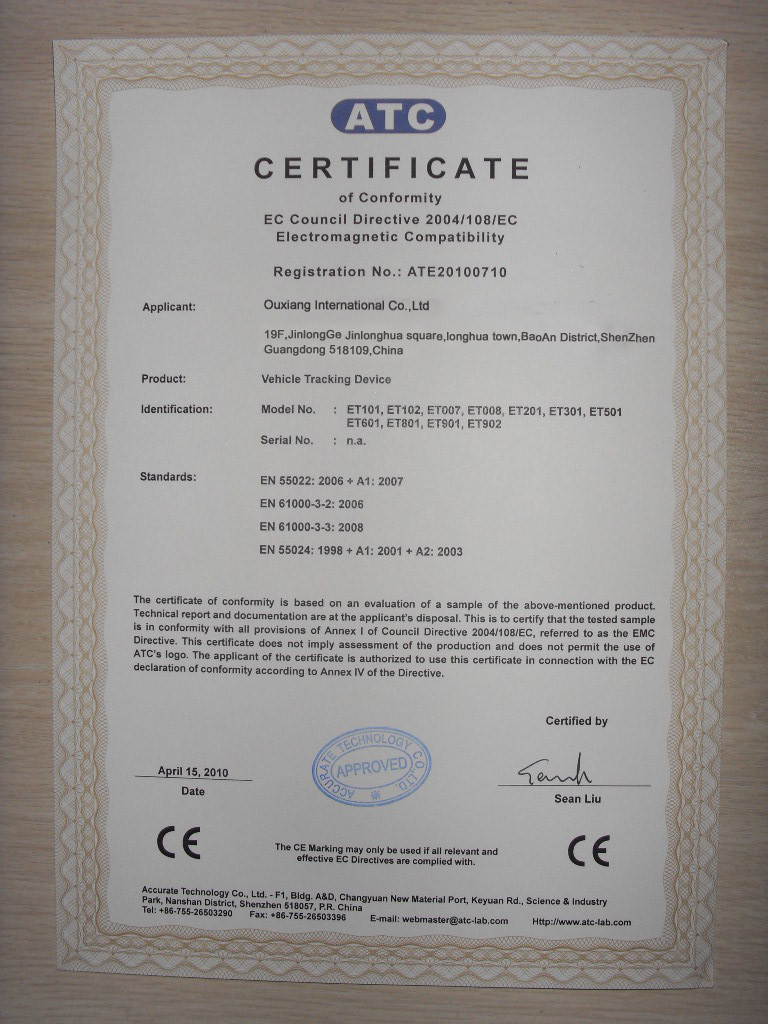 ATC
CERTIFICATE
of Conformity
EC Council Directive 2004/108/EC
Electromagnetic Compatibility
Registration No.: ATE20100710
Applicant: Ouxiang International Co.,Ltd
19F,JinlongGe Jinlonghua square,longhua town,BaoAn District,ShenZhen
Guangdong 518109,China
Product: Vehicle Tracking Device
Identification: Model No. : ET101, ET102, ET007, ET008, ET201, ET301, ET501
ET601, ET801, ET901, ET902
Serial No. : n.a.
Standards: EN 55022: 2006 + A1: 2007
EN 61000-3-2: 2006
EN 61000-3-3: 2008
EN 55024: 1998 + A1: 2001 + A2: 2003
The certificate of conformity is based on an evaluation of a sample of the above-mentioned product.
Technical report and documentation are at the applicant's disposal. This is to certify that the tested sample
is in conformity with all provisions of Annex I of Council Directive 2004/108/EC, referred to as the EMC
Directive. This certificate does not imply assessment of the production and does not permit the use of
ATC's logo. The applicant of the certificate is authorized to use this certificate in connection with the EC
declaration of conformity according to Annex IV of the Directive.
Certified by
April 15, 2010
Date
ACCURATE TECHNOLOGY CO.,LTD.
APPROVED
Sean Liu
CE
The CE Marking may only be used if all relevant and
effective EC Directives are complied with.
CE
Accurate Technology Co., Ltd. - F1, Bldg. A&D, Changyuan New Material Port, Keyuan Rd., Science & Industry
Park, Nanshan District, Shenzhen 518057, P.R. China
Tel: +86-755-26503290 Fax: +86-755-26503396 E-mail: webmaster@atc-lab.com Http://www.atc-lab.com